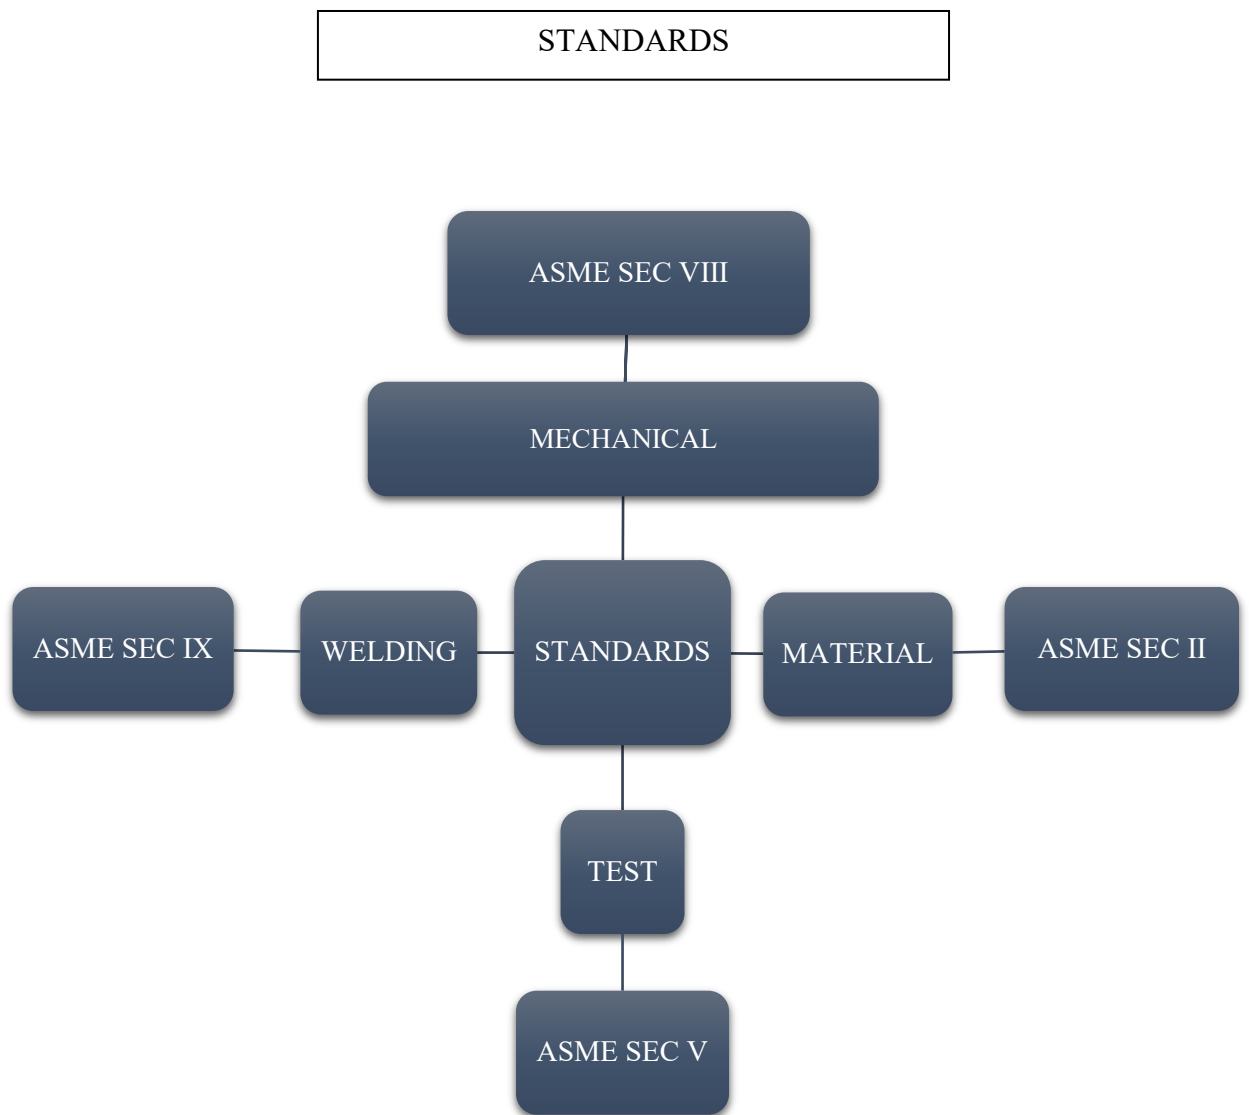 STANDARDS
ASME SEC VIII
MECHANICAL
ASME SEC IX
WELDING
STANDARDS
MATERIAL
ASME SEC II
TEST
ASME SEC V